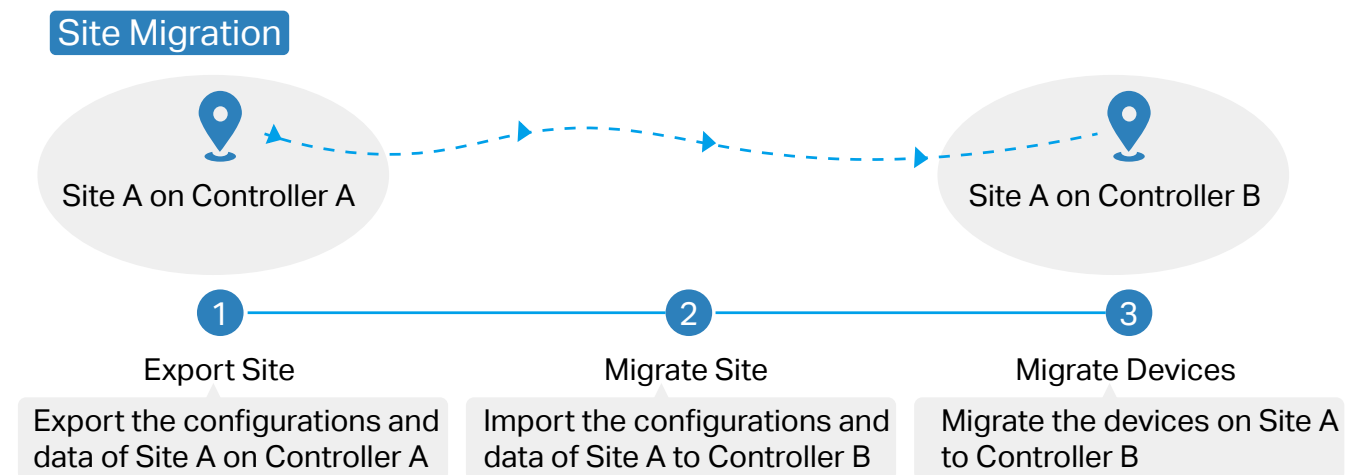 Site Migration
Site A on Controller A
Site A on Controller B
1
2
3
Export Site
Migrate Site
Migrate Devices
Export the configurations and
data of Site A on Controller A
Import the configurations and
data of Site A to Controller B
Migrate the devices on Site A
to Controller B